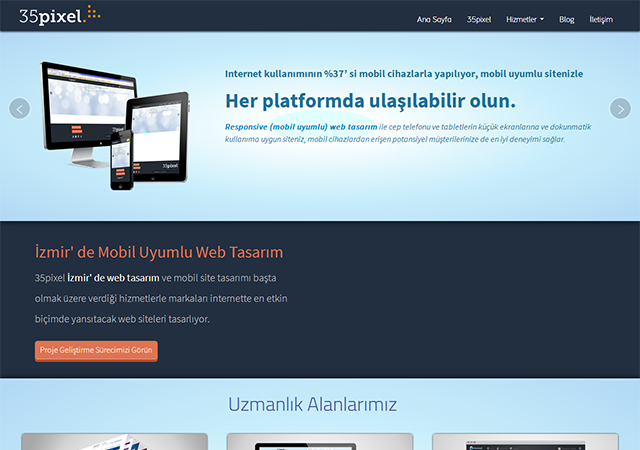 35pixel.
Ana Sayfa 35pixel Hizmetler Blog İletişim
Internet kullanımının %37' si mobil cihazlarla yapılıyor, mobil uyumlu sitenizle
Her platformda ulaşılabilir olun.
Responsive (mobil uyumlu) web tasarım ile cep telefonu ve tabletlerin küçük ekranlarına ve dokunmatik
kullanıma uygun siteniz, mobil cihazlardan erişen potansiyel müşterilerinize de en iyi deneyimi sağlar.
35pixel
İzmir' de Mobil Uyumlu Web Tasarım
35pixel İzmir' de web tasarım ve mobil site tasarımı başta
olmak üzere verdiği hizmetlerle markaları internette en etkin
biçimde yansıtacak web siteleri tasarlıyor.
Proje Geliştirme Sürecimizi Görün
Uzmanlık Alanlarımız